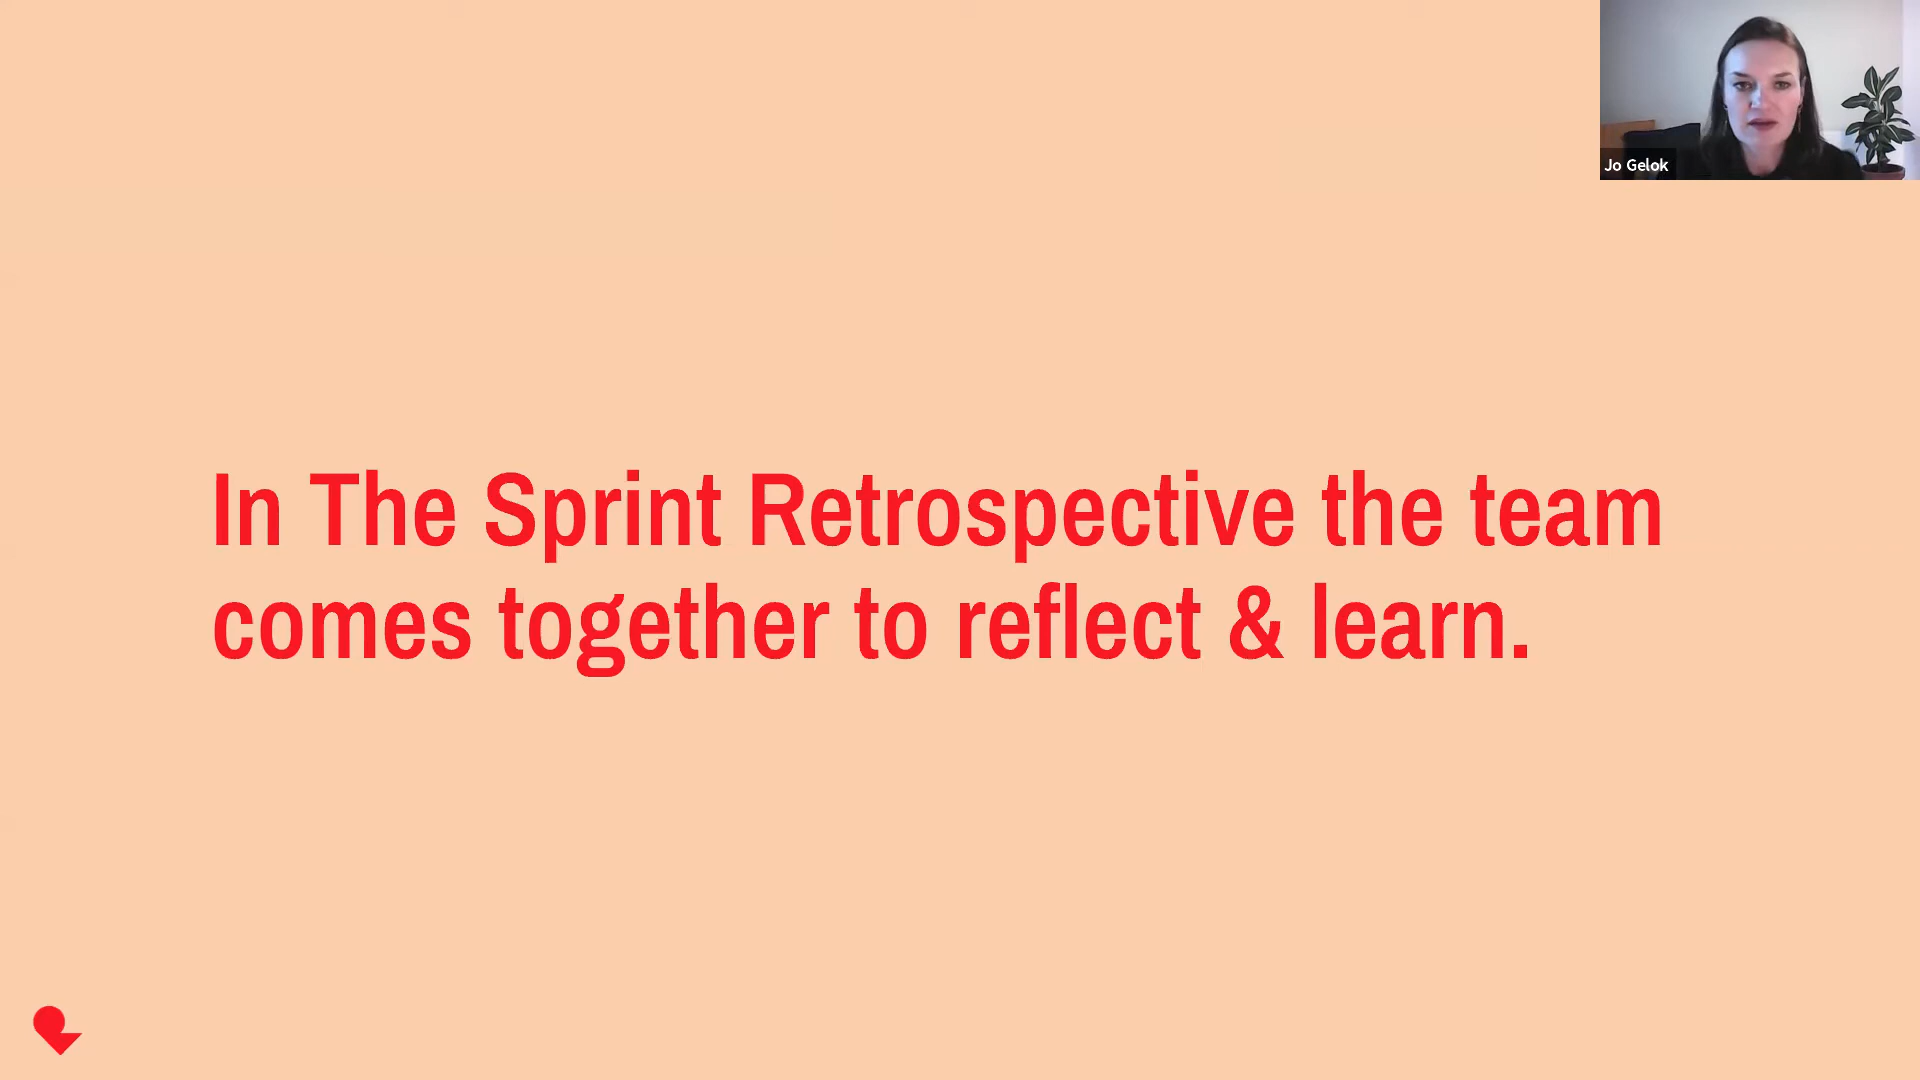 Jo Gelok
In The Sprint Retrospective the team
comes together to reflect & learn.